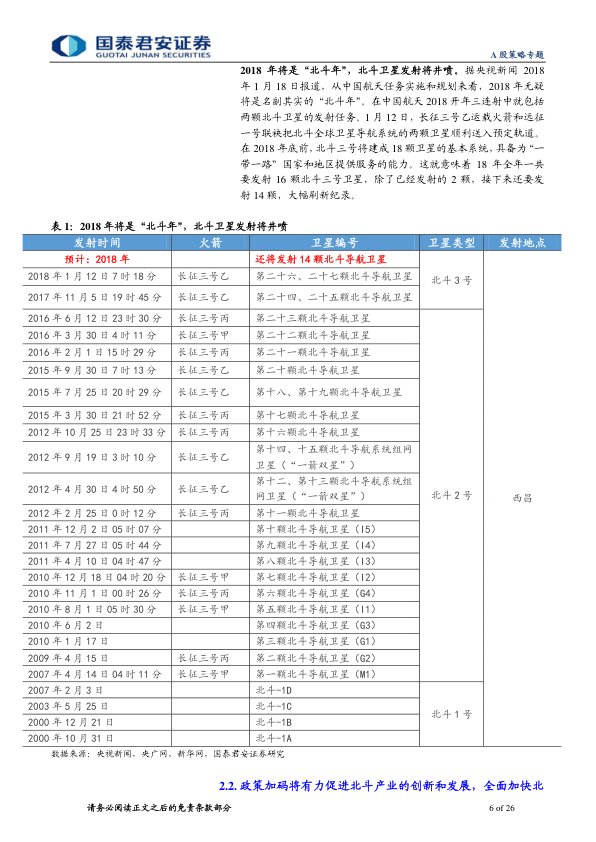 国泰君安证券
GUOTAI JUNAN SECURITIES
A 股策略专题
2018 年将是“北斗年”，北斗卫星发射将井喷。据央视新闻 2018
年 1 月 18 日报道，从中国航天任务实施和规划来看，2018 年无疑
将是名副其实的“北斗年”。在中国航天 2018 开年三连射中就包括
两颗北斗卫星的发射任务。1 月 12 日，长征三号乙运载火箭和远征
一号联袂把北斗全球卫星导航系统的两颗卫星顺利送入预定轨道。
在 2018 年底前，北斗三号将建成 18 颗卫星的基本系统，具备为“一
带一路”国家和地区提供服务的能力。这就意味着 18 年全年一共
要发射 16 颗北斗三号卫星，除了已经发射的 2 颗，接下来还要发
射 14 颗，大幅刷新纪录。
表 1：2018 年将是“北斗年”，北斗卫星发射将井喷
发射时间 火箭 卫星编号 卫星类型 发射地点
预计：2018 年 还将发射 14 颗北斗导航卫星
2018 年 1 月 12 日 7 时 18 分 长征三号乙 第二十六、二十七颗北斗导航卫星
北斗 3 号
2017 年 11 月 5 日 19 时 45 分 长征三号乙 第二十四、二十五颗北斗导航卫星
2016 年 6 月 12 日 23 时 30 分 长征三号丙 第二十三颗北斗导航卫星
2016 年 3 月 30 日 4 时 11 分 长征三号甲 第二十二颗北斗导航卫星
2016 年 2 月 1 日 15 时 29 分 长征三号丙 第二十一颗北斗导航卫星
2015 年 9 月 30 日 7 时 13 分 长征三号乙 第二十颗北斗导航卫星
2015 年 7 月 25 日 20 时 29 分 长征三号乙 第十八、第十九颗北斗导航卫星
2015 年 3 月 30 日 21 时 52 分 长征三号丙 第十七颗北斗导航卫星
2012 年 10 月 25 日 23 时 33 分 长征三号丙 第十六颗北斗导航卫星
2012 年 9 月 19 日 3 时 10 分 长征三号乙 第十四、十五颗北斗导航系统组网
卫星（“一箭双星”）
2012 年 4 月 30 日 4 时 50 分 长征三号乙 第十二、第十三颗北斗导航系统组
网卫星（“一箭双星”）
北斗 2 号 西昌
2012 年 2 月 25 日 0 时 12 分 长征三号丙 第十一颗北斗导航卫星
2011 年 12 月 2 日 05 时 07 分 第十颗北斗导航卫星（I5）
2011 年 7 月 27 日 05 时 44 分 第九颗北斗导航卫星（I4）
2011 年 4 月 10 日 04 时 47 分 第八颗北斗导航卫星（I3）
2010 年 12 月 18 日 04 时 20 分 长征三号甲 第七颗北斗导航卫星（I2）
2010 年 11 月 1 日 00 时 26 分 长征三号丙 第六颗北斗导航卫星（G4）
2010 年 8 月 1 日 05 时 30 分 长征三号甲 第五颗北斗导航卫星（I1）
2010 年 6 月 2 日 第四颗北斗导航卫星（G3）
2010 年 1 月 17 日 第三颗北斗导航卫星（G1）
2009 年 4 月 15 日 长征三号丙 第二颗北斗导航卫星（G2）
2007 年 4 月 14 日 04 时 11 分 长征三号甲 第一颗北斗导航卫星（M1）
2007 年 2 月 3 日 北斗-1D
2003 年 5 月 25 日 北斗-1C
北斗 1 号
2000 年 12 月 21 日 北斗-1B
2000 年 10 月 31 日 北斗-1A
数据来源：央视新闻，央广网，新华网，国泰君安证券研究
2.2. 政策加码将有力促进北斗产业的创新和发展，全面加快北
请务必阅读正文之后的免责条款部分
6 of 26